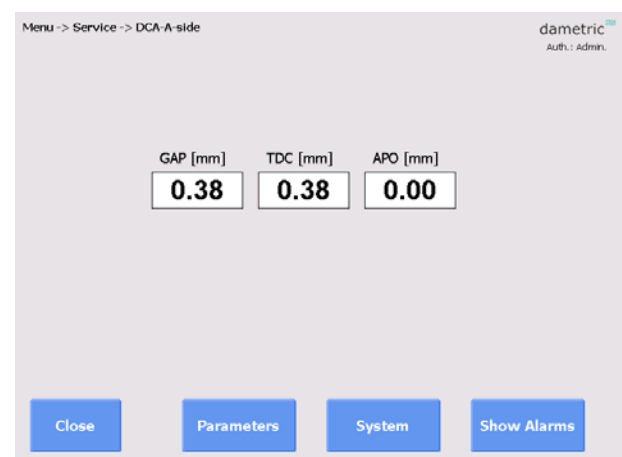 Menu -> Service -> DCA-A-side
dametric
Auth.: Admin.
GAP [mm] TDC [mm] APO [mm]
0.38 0.38 0.00
Close Parameters System Show Alarms